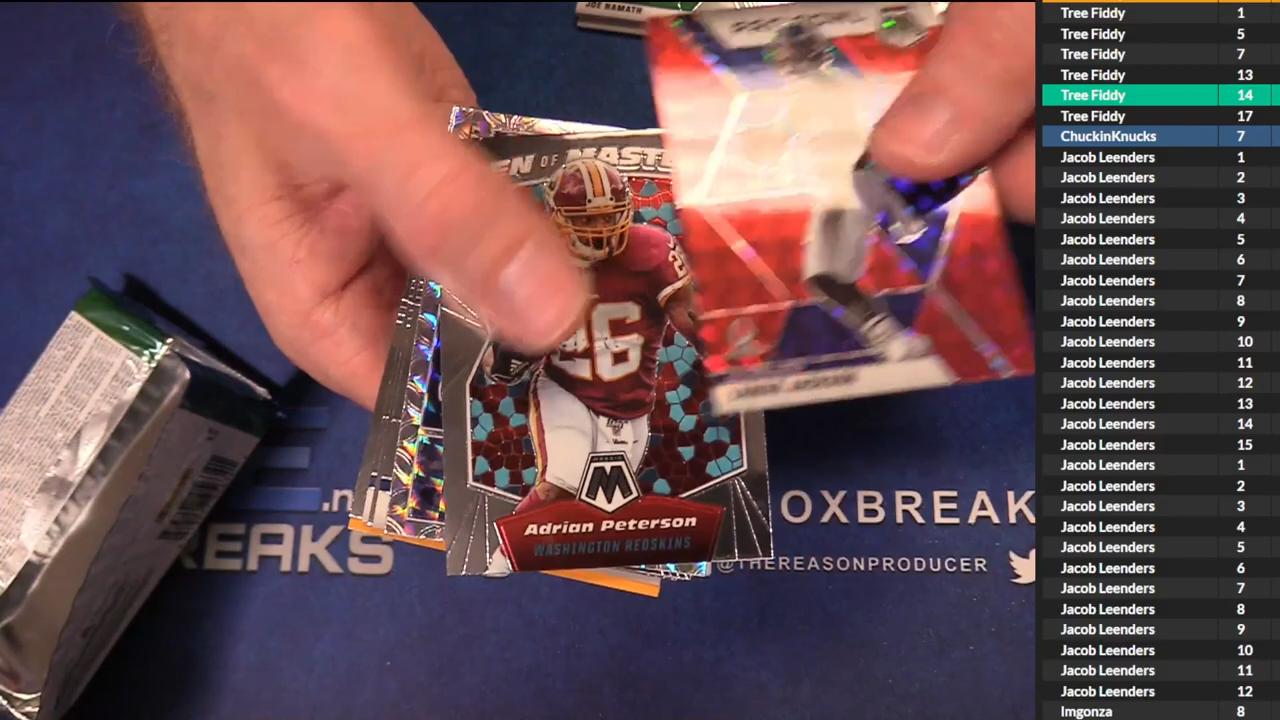 JOE NAMATH
EN OF MASTE
26
2
M
Adrian Peterson
WASHINGTON REDSKINS
.n
REAKS
OXBREAK
@THEREASONPRODUCER
Tree Fiddy 1
Tree Fiddy 5
Tree Fiddy 7
Tree Fiddy 13
Tree Fiddy 14
Tree Fiddy 17
ChuckinKnucks 7
Jacob Leenders 1
Jacob Leenders 2
Jacob Leenders 3
Jacob Leenders 4
Jacob Leenders 5
Jacob Leenders 6
Jacob Leenders 7
Jacob Leenders 8
Jacob Leenders 9
Jacob Leenders 10
Jacob Leenders 11
Jacob Leenders 12
Jacob Leenders 13
Jacob Leenders 14
Jacob Leenders 15
Jacob Leenders 1
Jacob Leenders 2
Jacob Leenders 3
Jacob Leenders 4
Jacob Leenders 5
Jacob Leenders 6
Jacob Leenders 7
Jacob Leenders 8
Jacob Leenders 9
Jacob Leenders 10
Jacob Leenders 11
Jacob Leenders 12
Imgonza 8